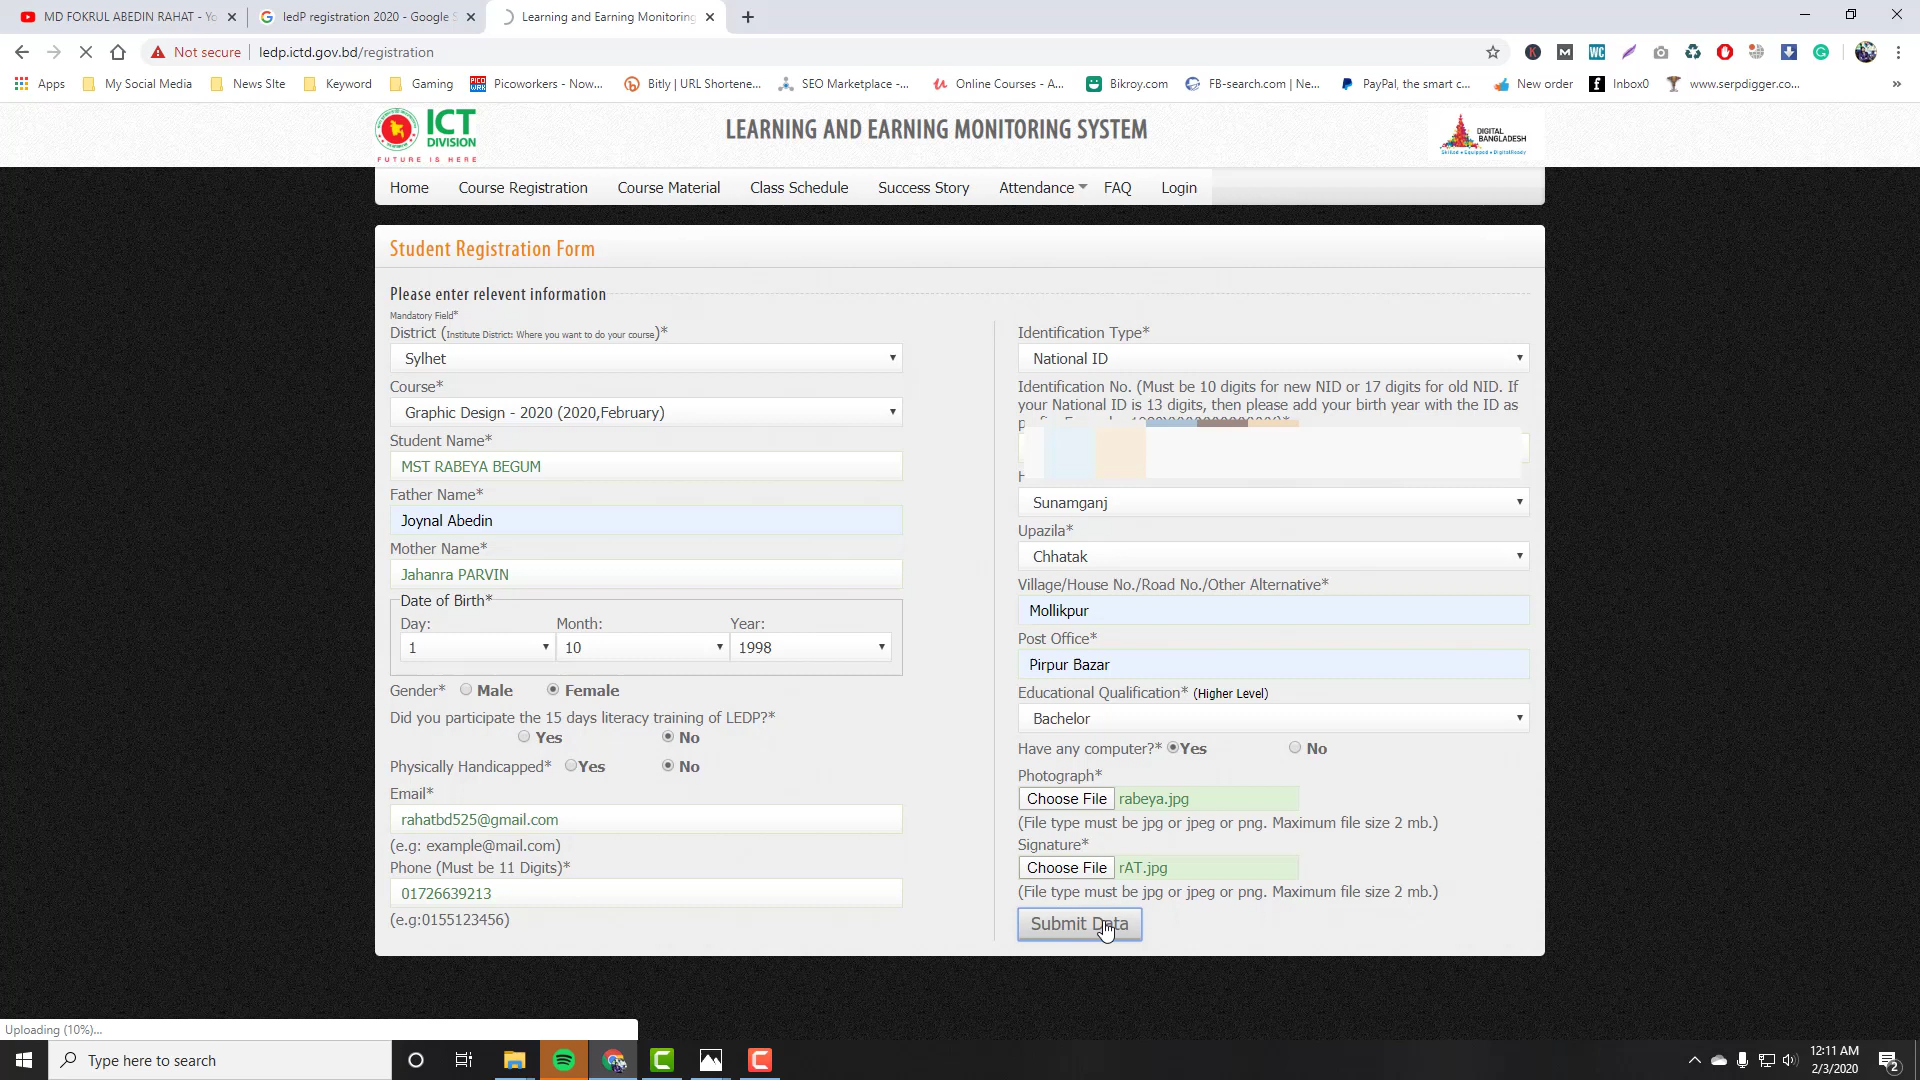 MD FOKRUL ABEDIN RAHAT - Yo
ledP registration 2020 - Google S
Learning and Earning Monitoring
Not secure
ledp.ictd.gov.bd/registration
Apps
My Social Media
News SIte
Keyword
Gaming
Picoworkers - Now...
Bitly | URL Shortene...
SEO Marketplace -...
Online Courses - A...
Bikroy.com
FB-search.com | Ne...
PayPal, the smart c...
New order
Inbox0
www.serpdigger.co...
ICT
DIVISION
FUTURE IS HERE
LEARNING AND EARNING MONITORING SYSTEM
DIGITAL
BANGLADESH
Home
Course Registration
Course Material
Class Schedule
Success Story
Attendance
FAQ
Login
Student Registration Form
Please enter relevent information
Mandatory Field*
District (Institute District: Where you want to do your course)*
Sylhet
Course*
Graphic Design - 2020 (2020,February)
Student Name*
MST RABEYA BEGUM
Father Name*
Joynal Abedin
Mother Name*
Jahanra PARVIN
Date of Birth*
Day:
Month:
Year:
1
10
1998
Gender*
Male
Female
Did you participate the 15 days literacy training of LEDP?*
Yes
No
Physically Handicapped*
Yes
No
Email*
rahatbd525@gmail.com
(e.g: example@mail.com)
Phone (Must be 11 Digits)*
01726639213
(e.g:0155123456)
Identification Type*
National ID
Identification No. (Must be 10 digits for new NID or 17 digits for old NID. If
your National ID is 13 digits, then please add your birth year with the ID as
Sunamganj
Upazila*
Chhatak
Village/House No./Road No./Other Alternative*
Mollikpur
Post Office*
Pirpur Bazar
Educational Qualification* (Higher Level)
Bachelor
Have any computer?*
Yes
No
Photograph*
Choose File
rabeya.jpg
(File type must be jpg or jpeg or png. Maximum file size 2 mb.)
Signature*
Choose File
rAT.jpg
(File type must be jpg or jpeg or png. Maximum file size 2 mb.)
Submit Data
Uploading (10%)...
Type here to search
12:11 AM
2/3/2020
2